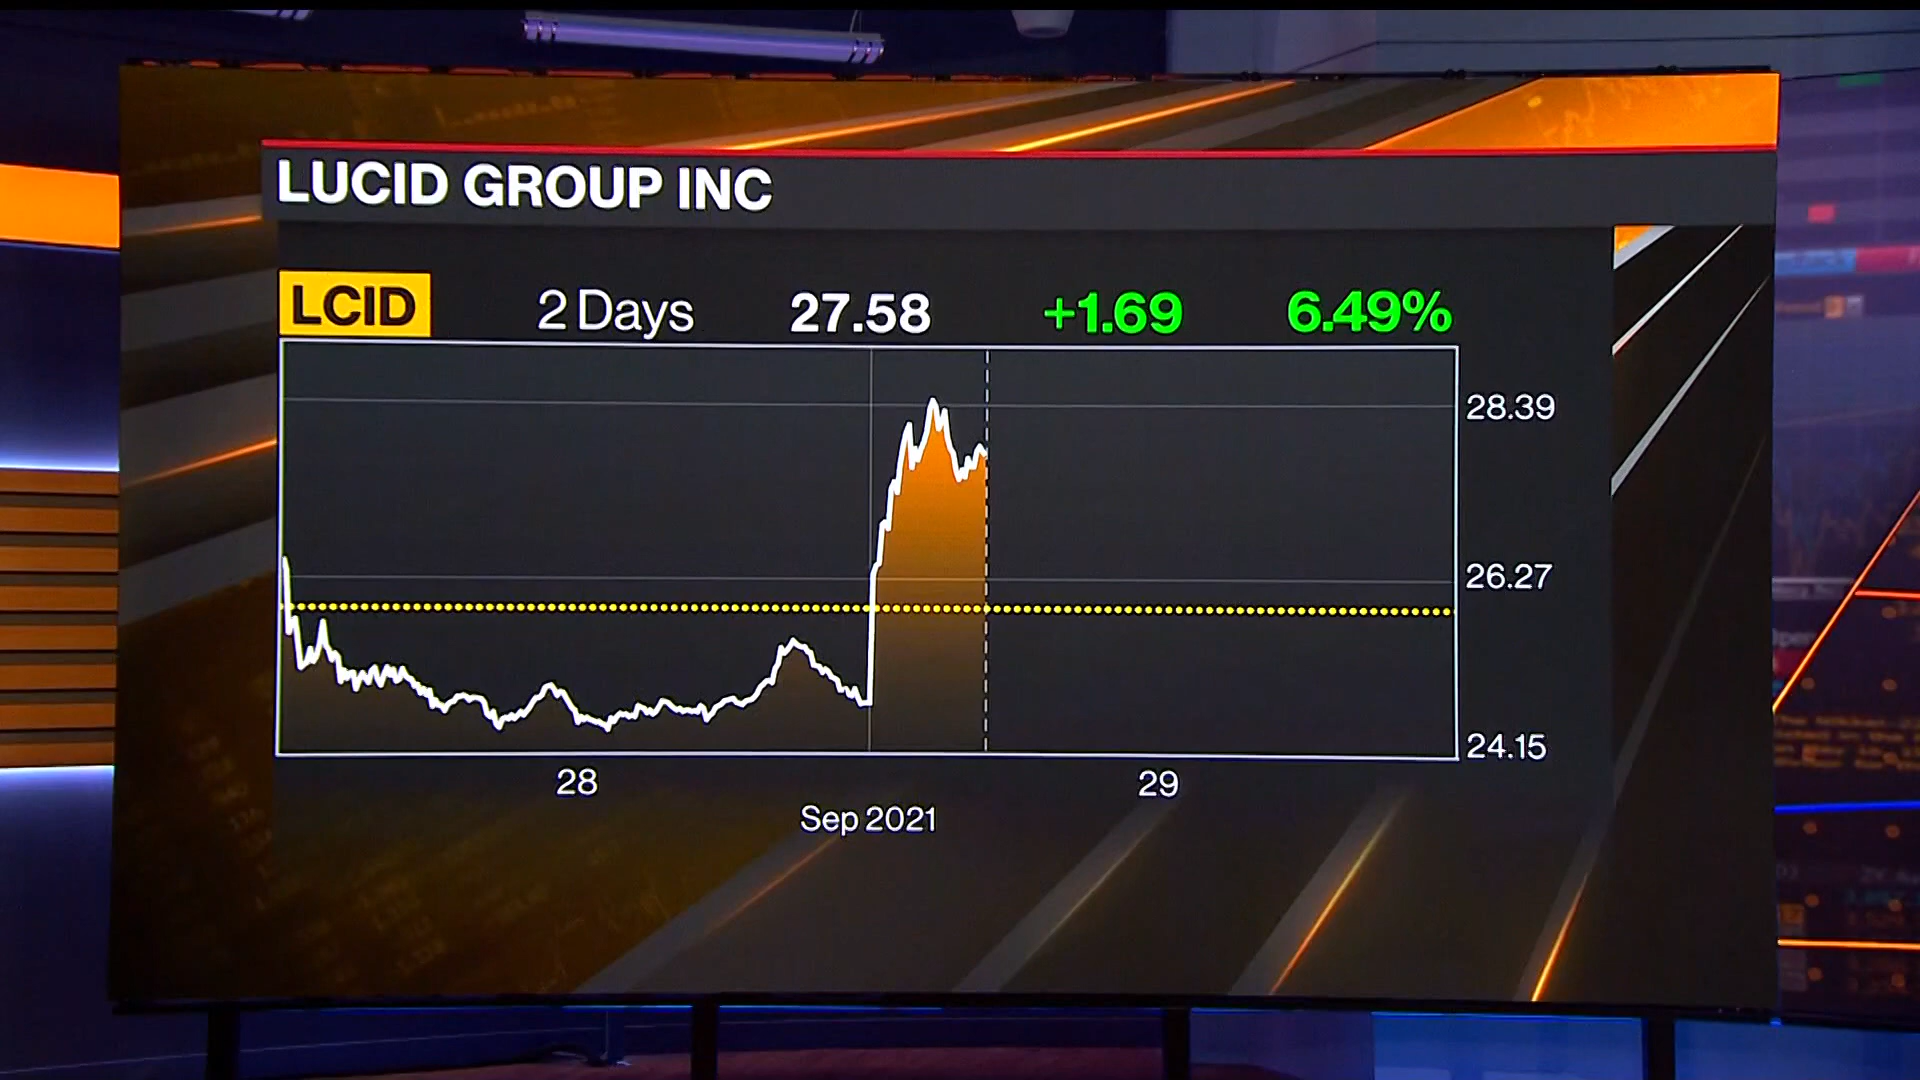 LUCID GROUP INC
LCID 2 Days 27.58 +1.69 6.49%
28.39
26.27
24.15
28 29
Sep 2021